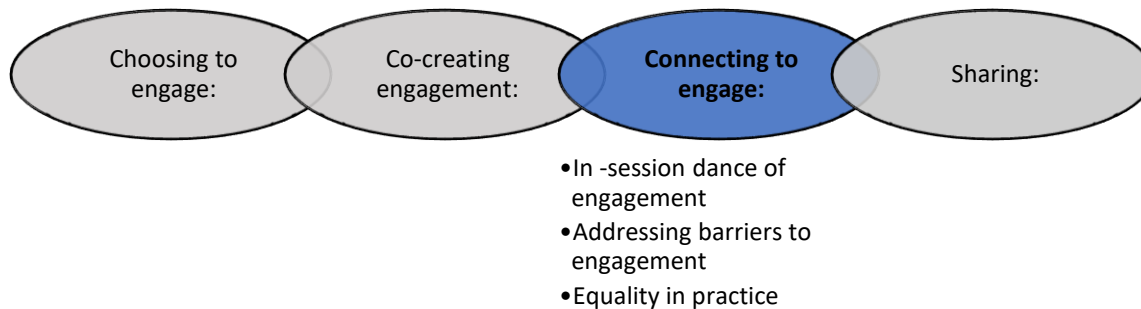 Choosing to
engage:
Co-creating
engagement:
Connecting to
engage:
Sharing:
•In -session dance of
engagement
•Addressing barriers to
engagement
•Equality in practice